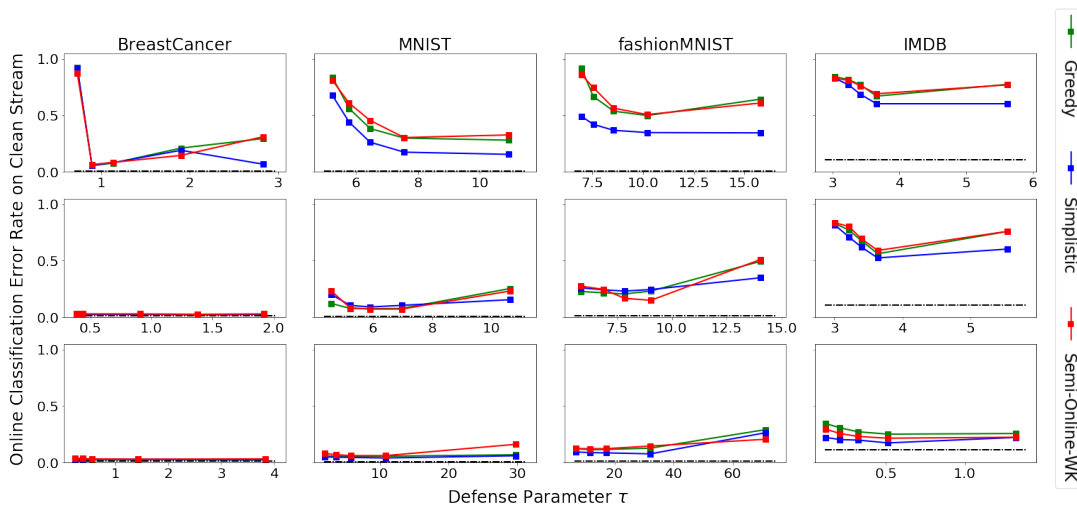 BreastCancer MNIST fashionMNIST IMDB
Online Classification Error Rate on Clean Stream
1.0
0.5
0.0
1 2 3
6 8 10
7.5 10.0 12.5 15.0
3 4 5 6
1.0
0.5
0.0
0.5 1.0 1.5 2.0
6 8 10
7.5 10.0 12.5 15.0
3 4 5
1.0
0.5
0.0
1 2 3 4
10 20 30
20 40 60
0.5 1.0
Defense Parameter τ
Greedy
Simplistic
Semi-Online-WK